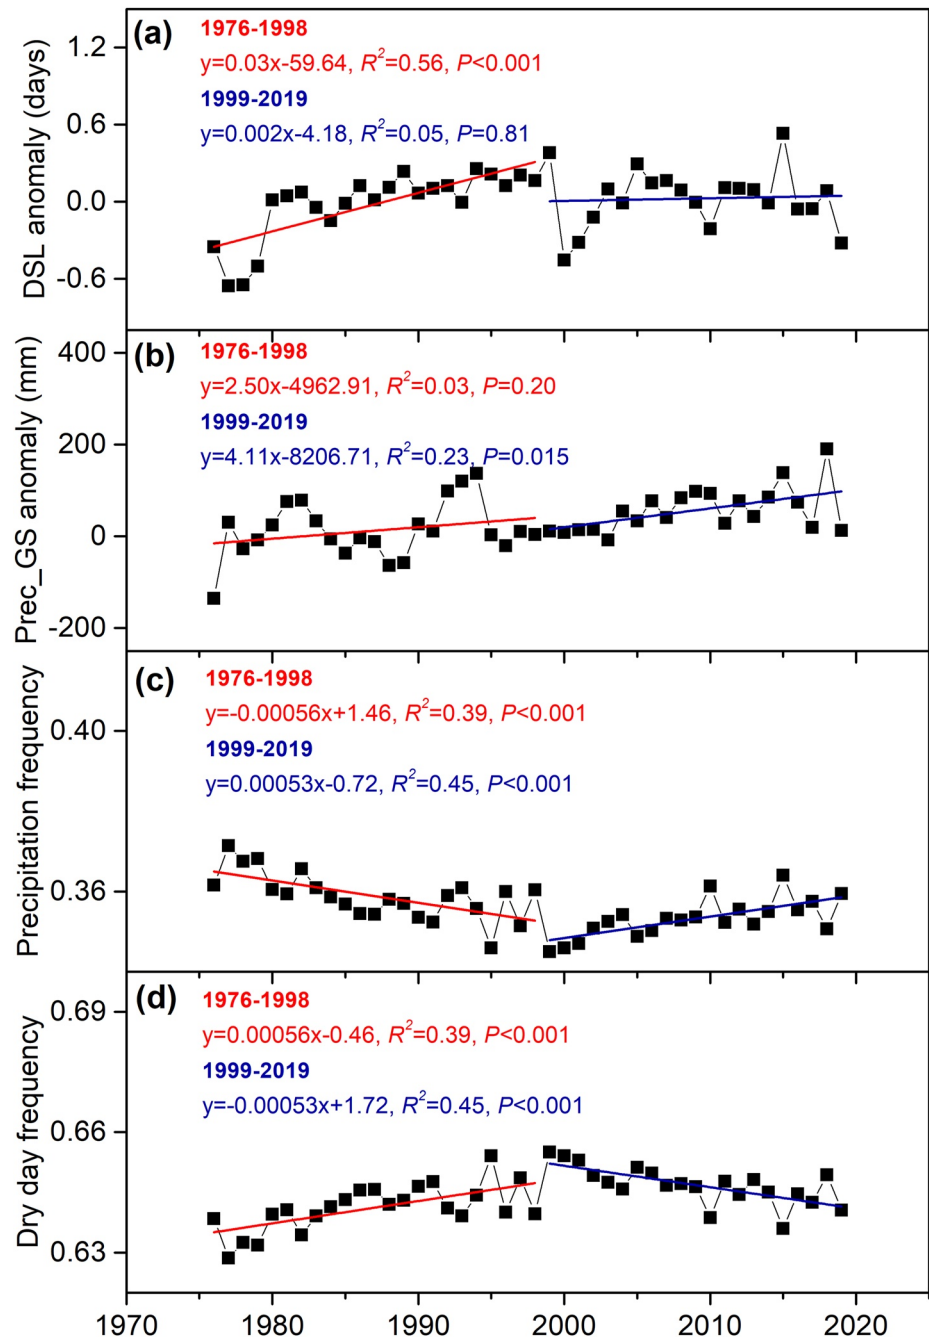 (a)
1976-1998
y=0.03x-59.64, R²=0.56, P<0.001
1999-2019
y=0.002x-4.18, R²=0.05, P=0.81
DSL anomaly (days)
1.2
0.6
0.0
-0.6
(b)
1976-1998
y=2.50x-4962.91, R²=0.03, P=0.20
1999-2019
y=4.11x-8206.71, R²=0.23, P=0.015
Prec_GS anomaly (mm)
400
200
0
-200
(c)
1976-1998
y=-0.00056x+1.46, R²=0.39, P<0.001
1999-2019
y=0.00053x-0.72, R²=0.45, P<0.001
Precipitation frequency
0.40
0.36
(d)
1976-1998
y=0.00056x-0.46, R²=0.39, P<0.001
1999-2019
y=-0.00053x+1.72, R²=0.45, P<0.001
Dry day frequency
0.69
0.66
0.63
1970 1980 1990 2000 2010 2020